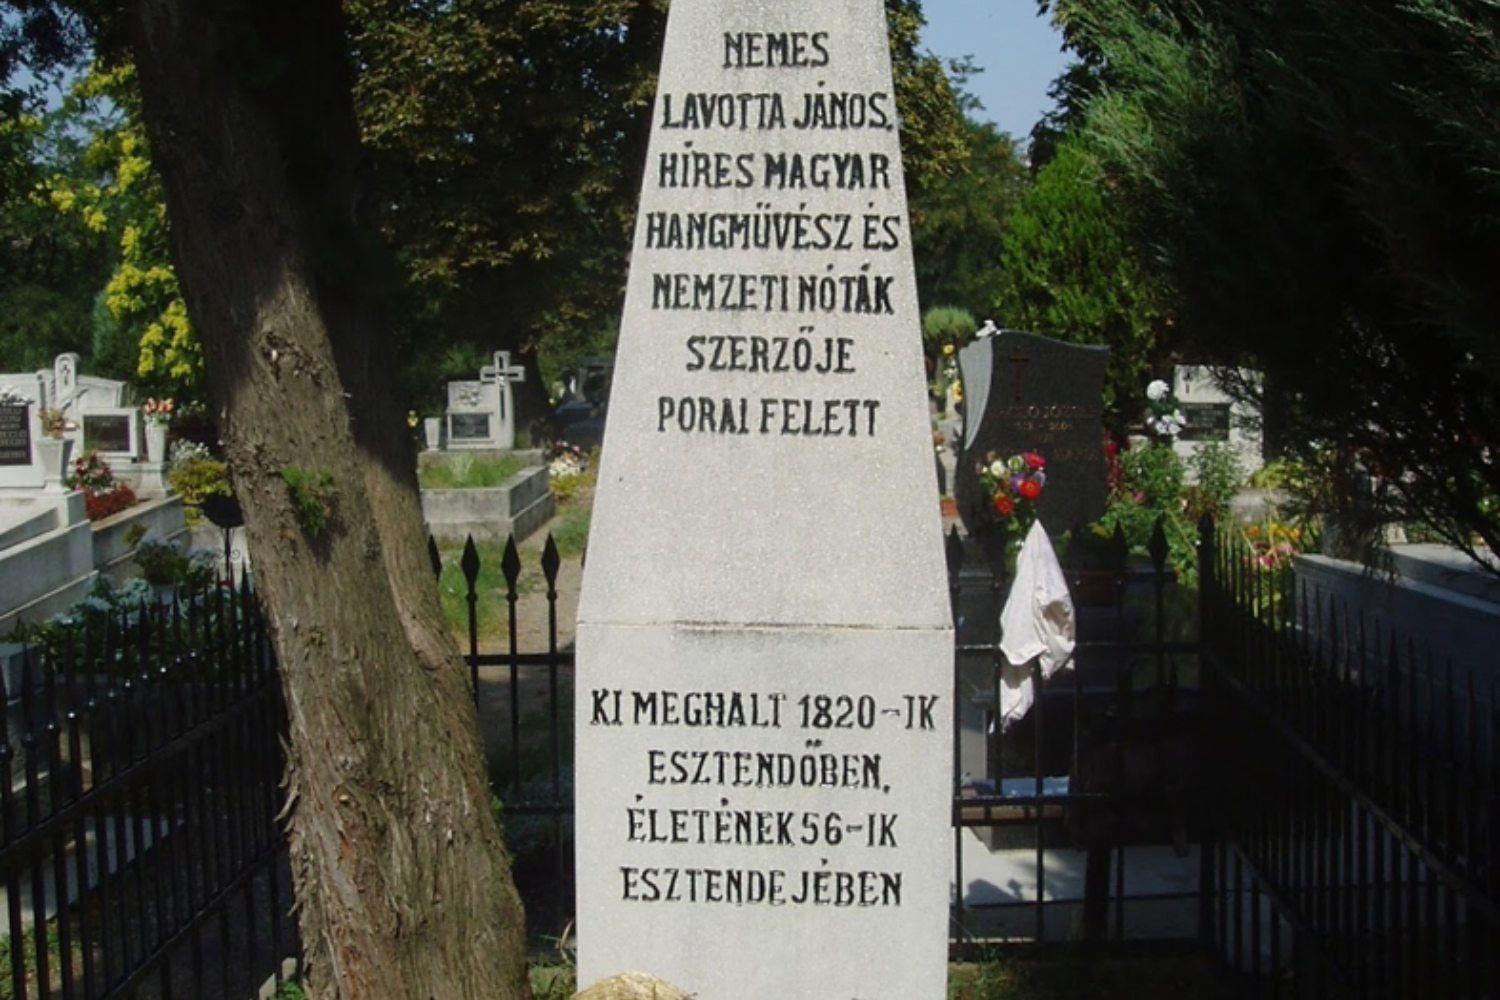 NEMES
LAVOTTA JÁNOS,
HÍRES MAGYAR
HANGMŰVÉSZ ÉS
NEMZETI NÓTÁK
SZERZŐJE
PORAI FELETT
KI MEGHALT 1820-IK
ESZTENDŐBEN,
ÉLETÉNEK 56-IK
ESZTENDEJÉBEN